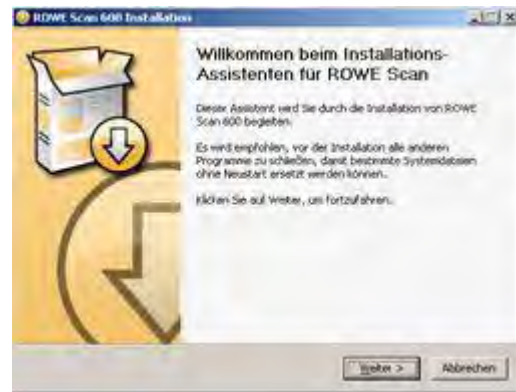 ROWE Scan 600 Installation
Willkommen beim Installations-
Assistenten für ROWE Scan
Dieser Assistent wird Sie durch die Installation von ROWE
Scan 600 begleiten.
Es wird empfohlen, vor der Installation alle anderen
Programme zu schließen, damit bestimmte Systemdateien
ohne Neustart ersetzt werden können.
Klicken Sie auf Weiter, um fortzufahren.
Weiter >
Abbrechen